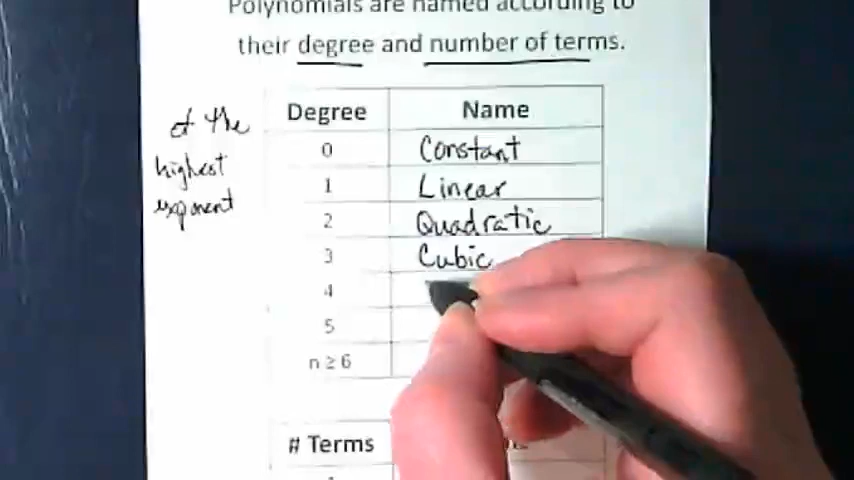 Polynomials are named according to
their degree and number of terms.
of the
highest
exponent
Degree Name
0 Constant
1 Linear
2 Quadratic
3 Cubic
4
5
n ≥ 6
# Terms